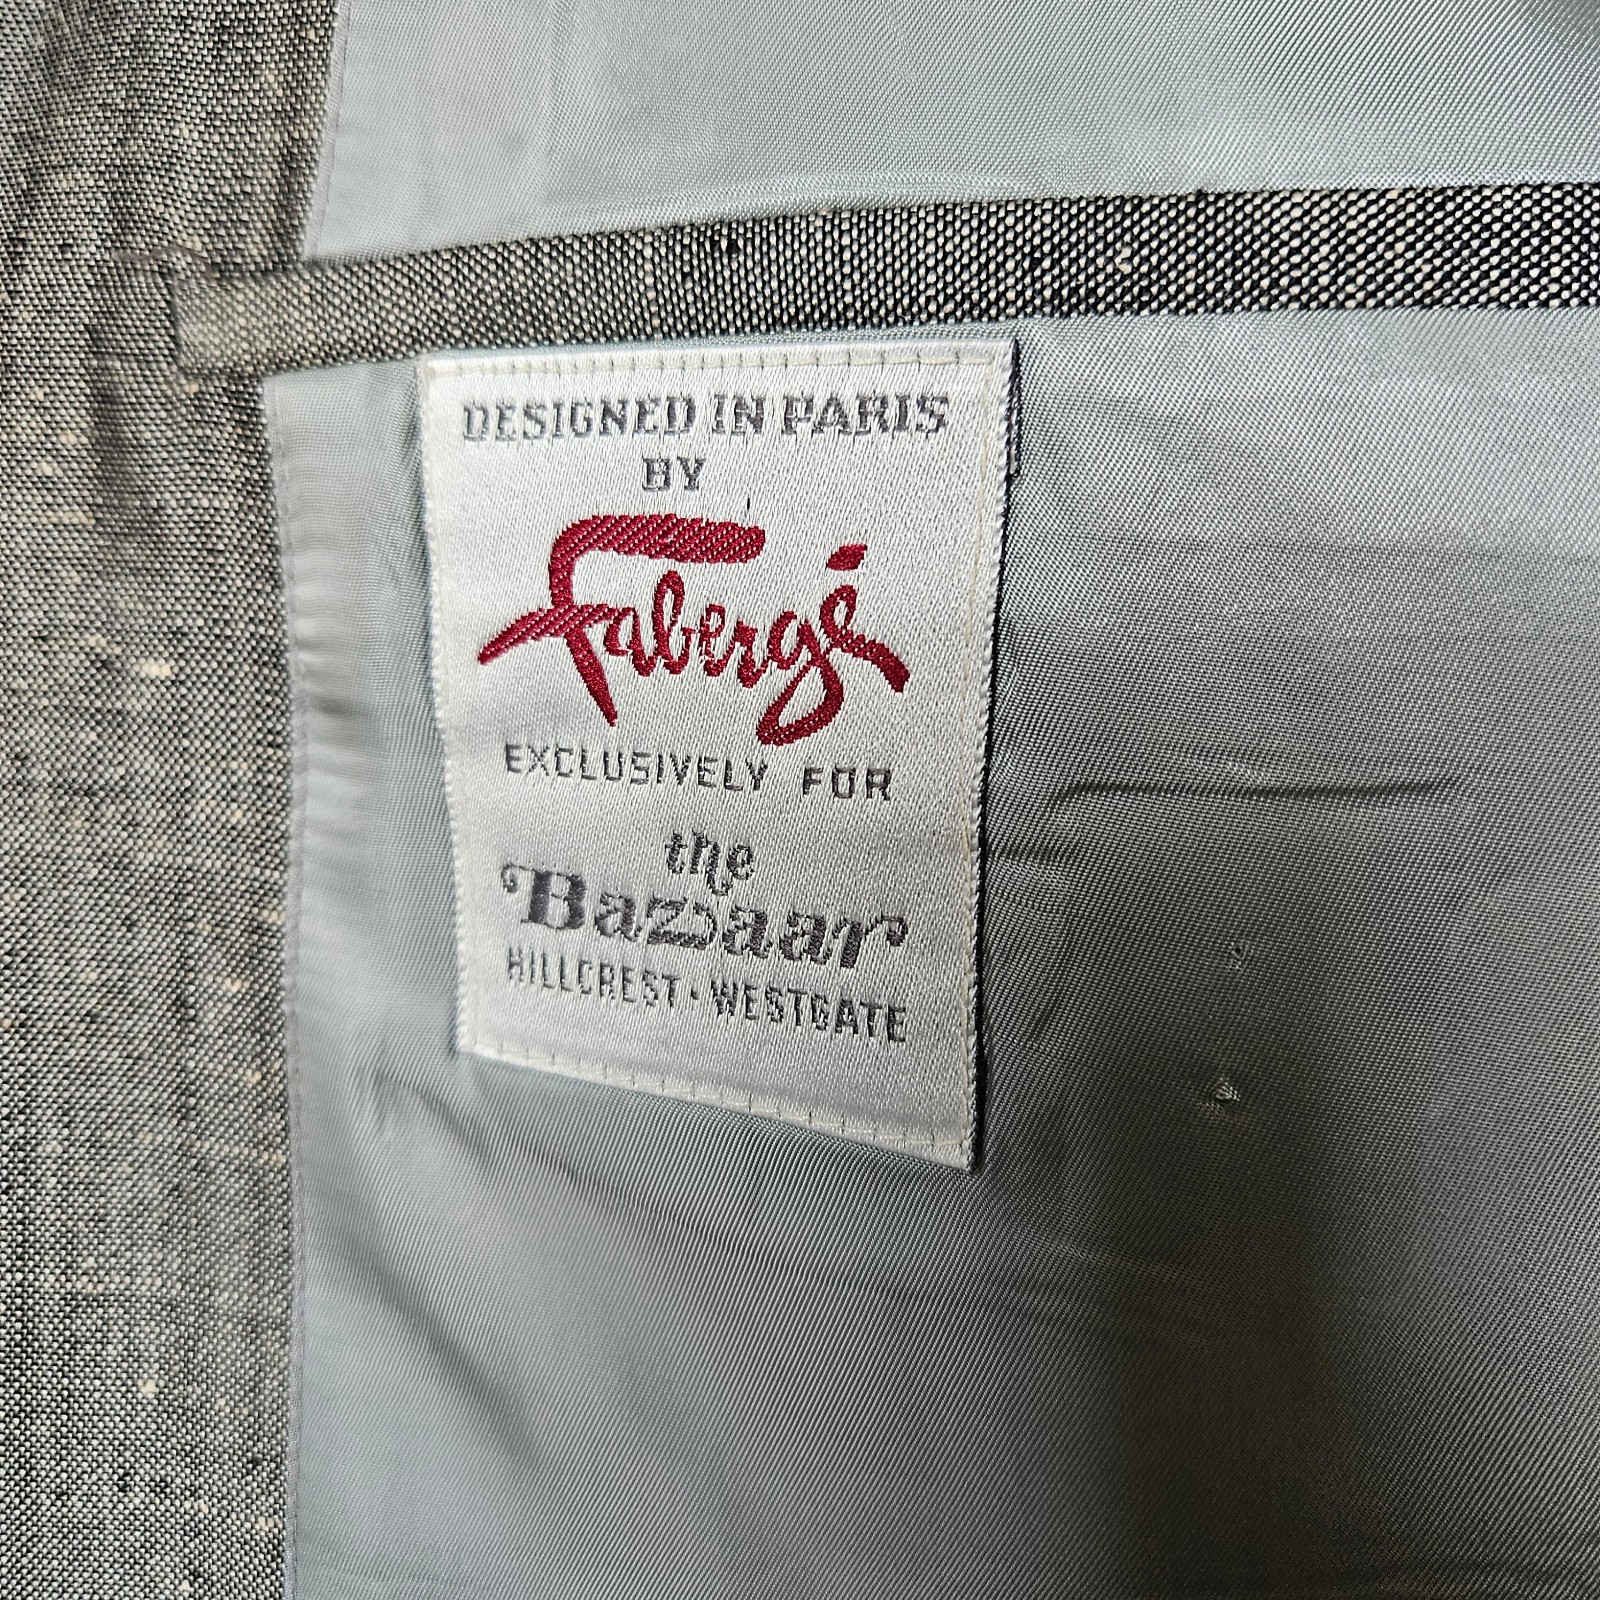 DESIGNED IN PARIS
BY
Fabergé
EXCLUSIVELY FOR
the
Bazaar
HILLCREST · WESTGATE